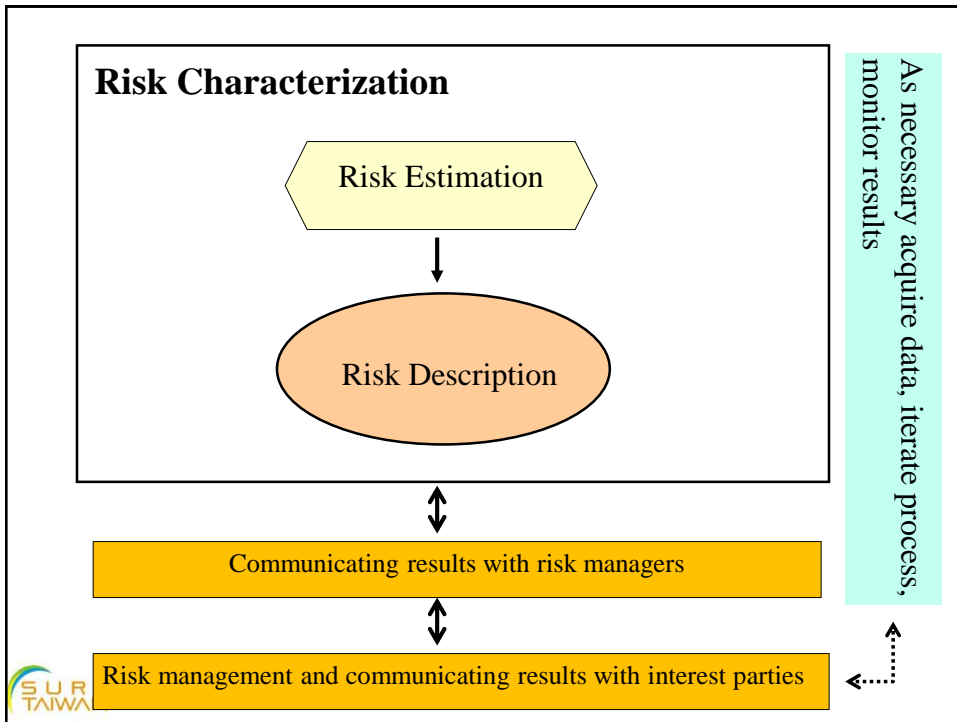 Risk Characterization
Risk Estimation
Risk Description
As necessary acquire data, iterate process,
monitor results
Communicating results with risk managers
Risk management and communicating results with interest parties
SUR
TAIWA